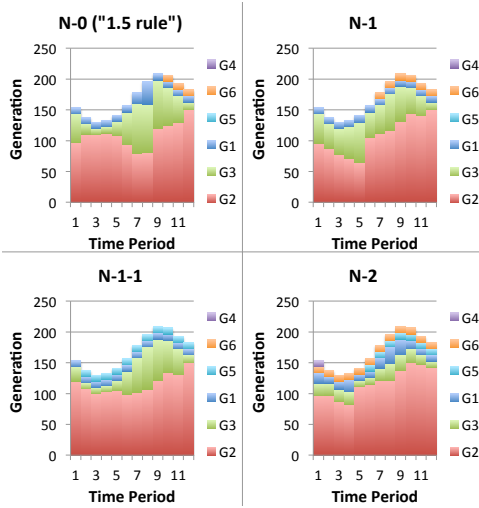 N-0 ("1.5 rule")
250
200
150
100
50
0
Generation
1 3 5 7 9 11
Time Period
G4
G6
G5
G1
G3
G2
N-1
250
200
150
100
50
0
Generation
1 3 5 7 9 11
Time Period
G4
G6
G5
G1
G3
G2
N-1-1
250
200
150
100
50
0
Generation
1 3 5 7 9 11
Time Period
G4
G6
G5
G1
G3
G2
N-2
250
200
150
100
50
0
Generation
1 3 5 7 9 11
Time Period
G4
G6
G5
G1
G3
G2